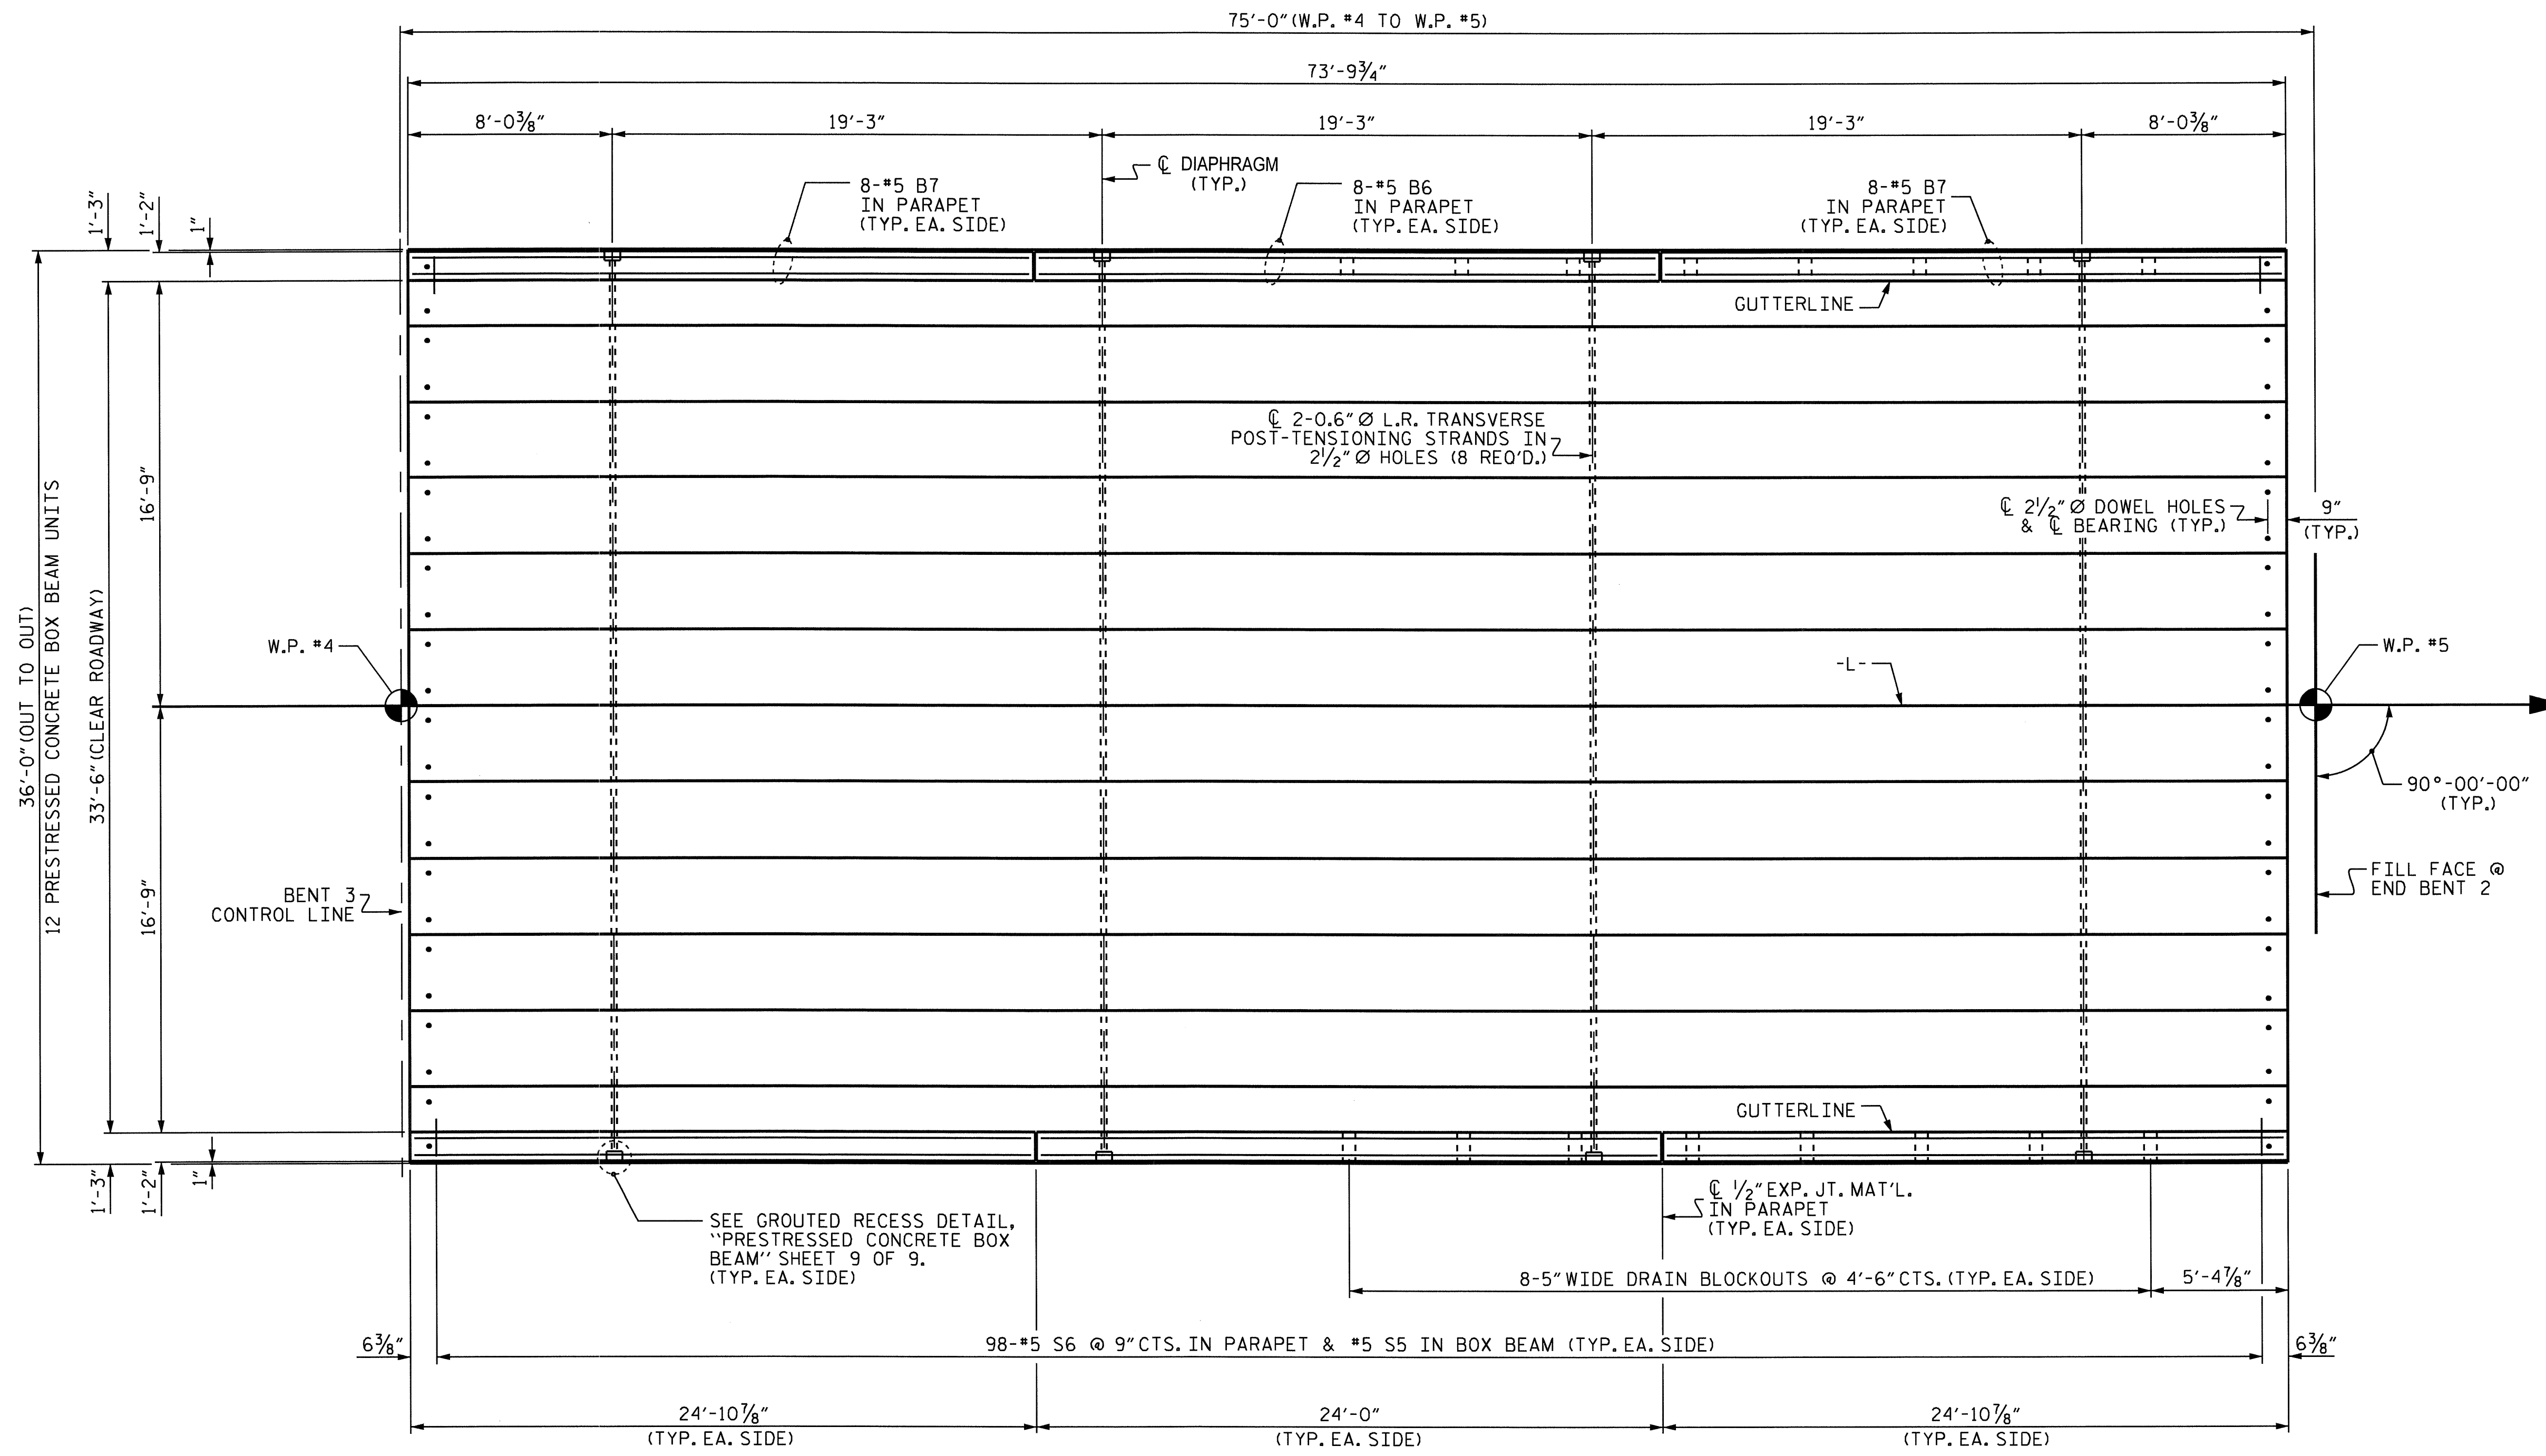 75'-0" (W.P. #4 TO W.P. #5)
73'-9¾"
8'-0⅜"
19'-3"
19'-3"
19'-3"
8'-0⅜"
℄ DIAPHRAGM
(TYP.)
8-#5 B7
IN PARAPET
(TYP. EA. SIDE)
8-#5 B6
IN PARAPET
(TYP. EA. SIDE)
8-#5 B7
IN PARAPET
(TYP. EA. SIDE)
1'-3"
1'-2"
1"
GUTTERLINE
℄ 2-0.6" Ø L.R. TRANSVERSE
POST-TENSIONING STRANDS IN
2½" Ø HOLES (8 REQ'D.)
℄ 2½" Ø DOWEL HOLES
& ℄ BEARING (TYP.)
9"
(TYP.)
36'-0" (OUT TO OUT)
12 PRESTRESSED CONCRETE BOX BEAM UNITS
33'-6" (CLEAR ROADWAY)
16'-9"
16'-9"
W.P. #4
-L-
W.P. #5
90°-00'-00"
(TYP.)
BENT 3
CONTROL LINE
FILL FACE @
END BENT 2
GUTTERLINE
1'-3"
1'-2"
1"
SEE GROUTED RECESS DETAIL,
"PRESTRESSED CONCRETE BOX
BEAM" SHEET 9 OF 9.
(TYP. EA. SIDE)
℄ ½" EXP. JT. MAT'L.
IN PARAPET
(TYP. EA. SIDE)
8-5" WIDE DRAIN BLOCKOUTS @ 4'-6" CTS. (TYP. EA. SIDE)
5'-4⅞"
6⅜"
98-#5 S6 @ 9" CTS. IN PARAPET & #5 S5 IN BOX BEAM (TYP. EA. SIDE)
6⅜"
24'-10⅞"
(TYP. EA. SIDE)
24'-0"
(TYP. EA. SIDE)
24'-10⅞"
(TYP. EA. SIDE)